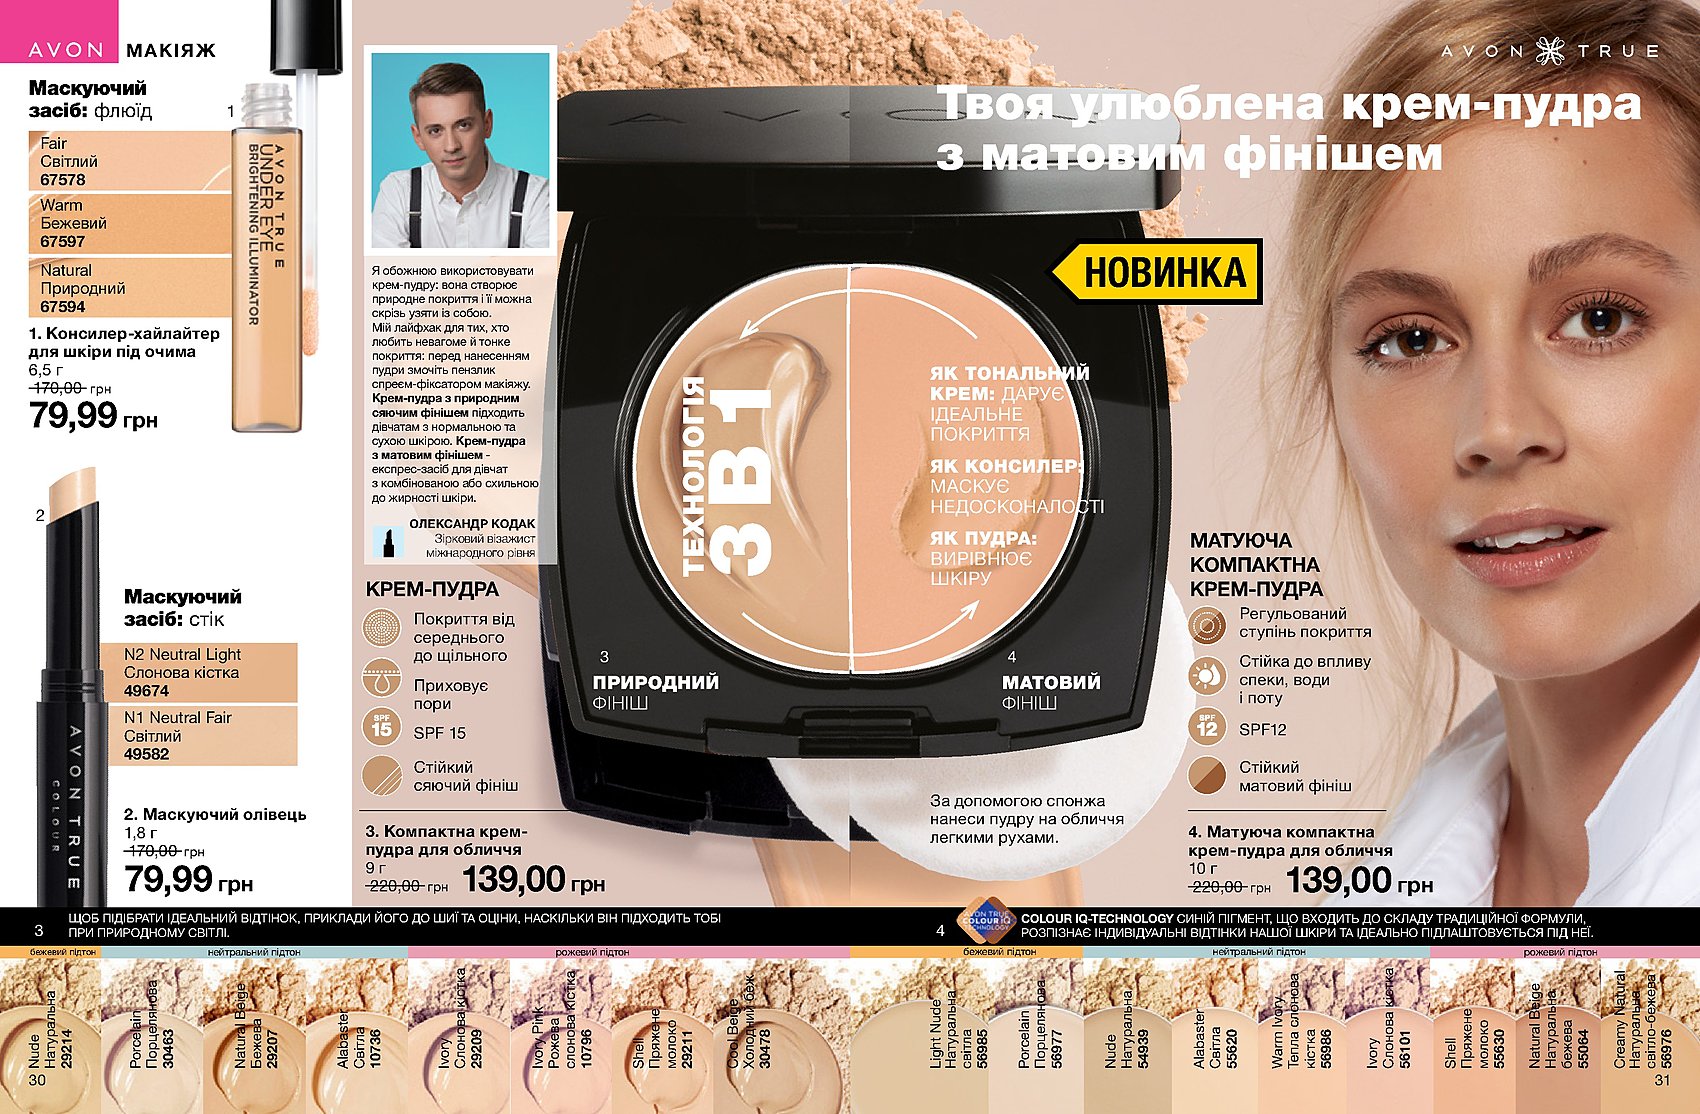 AVON МАКІЯЖ
Маскуючий
засіб: флюїд
1
Fair
Світлий
67578
Warm
Бежевий
67597
Natural
Природний
67594
1. Консилер-хайлайтер
для шкіри під очима
6,5 г
170,00 грн
79,99 грн
AVON TRUE
UNDER EYE
BRIGHTENING ILLUMINATOR
2
Маскуючий
засіб: стік
N2 Neutral Light
Слонова кістка
49674
N1 Neutral Fair
Світлий
49582
2. Маскуючий олівець
1,8 г
170,00 грн
79,99 грн
AVON TRUE
COLOUR
Я обожнюю використовувати
крем-пудру: вона створює
природне покриття і її можна
скрізь узяти із собою.
Мій лайфхак для тих, хто
любить невагоме й тонке
покриття: перед нанесенням
пудри змочіть пензлик
спреєм-фіксатором макіяжу.
Крем-пудра з природним
сяючим фінішем підходить
дівчатам з нормальною та
сухою шкірою. Крем-пудра
з матовим фінішем -
експрес-засіб для дівчат
з комбінованою або схильною
до жирності шкіри.
ОЛЕКСАНДР КОДАК
Зірковий візажист
міжнародного рівня
КРЕМ-ПУДРА
Покриття від
середнього
до щільного
Приховує
пори
SPF
15
SPF 15
Стійкий
сяючий фініш
3. Компактна крем-
пудра для обличчя
9 г
220,00 грн 139,00 грн
AVON TRUE
Твоя улюблена крем-пудра
з матовим фінішем
AVON
НОВИНКА
ТЕХНОЛОГІЯ
3 В 1
ЯК ТОНАЛЬНИЙ
КРЕМ: ДАРУЄ
ІДЕАЛЬНЕ
ПОКРИТТЯ
ЯК КОНСИЛЕР:
МАСКУЄ
НЕДОСКОНАЛОСТІ
ЯК ПУДРА:
ВИРІВНЮЄ
ШКІРУ
3
ПРИРОДНИЙ
ФІНІШ
4
МАТОВИЙ
ФІНІШ
За допомогою спонжа
нанеси пудру на обличчя
легкими рухами.
МАТУЮЧА
КОМПАКТНА
КРЕМ-ПУДРА
Регульований
ступінь покриття
Стійка до впливу
спеки, води
і поту
SPF
12
SPF12
Стійкий
матовий фініш
4. Матуюча компактна
крем-пудра для обличчя
10 г
220,00 грн 139,00 грн
3
ЩОБ ПІДІБРАТИ ІДЕАЛЬНИЙ ВІДТІНОК, ПРИКЛАДИ ЙОГО ДО ШИЇ ТА ОЦІНИ, НАСКІЛЬКИ ВІН ПІДХОДИТЬ ТОБІ
ПРИ ПРИРОДНОМУ СВІТЛІ.
4
AVON TRUE
COLOUR IQ
TECHNOLOGY
COLOUR IQ-TECHNOLOGY СИНІЙ ПІГМЕНТ, ЩО ВХОДИТЬ ДО СКЛАДУ ТРАДИЦІЙНОЇ ФОРМУЛИ,
РОЗПІЗНАЄ ІНДИВІДУАЛЬНІ ВІДТІНКИ НАШОЇ ШКІРИ ТА ІДЕАЛЬНО ПІДЛАШТОВУЄТЬСЯ ПІД НЕЇ.
бежевий підтон
нейтральний підтон
рожевий підтон
Nude
Натуральна
29214
Porcelain
Порцелянова
30463
Natural Beige
Бежева
29207
Alabaster
Світла
10736
Ivory
Слонова кістка
29209
Ivory Pink
Рожева
слонова кістка
10796
Shell
Пряжене
молоко
29211
Cool Beige
Холодний беж
30478
бежевий підтон
нейтральний підтон
рожевий підтон
Light Nude
Натуральна
світла
56985
Porcelain
Порцелянова
56977
Nude
Натуральна
54939
Alabaster
Світла
55620
Warm Ivory
Тепла слонова
кістка
56986
Ivory
Слонова кістка
56101
Shell
Пряжене
молоко
55630
Natural Beige
Натуральна
бежева
55064
Creamy Natural
Натуральна
світло-бежева
56976
30
31